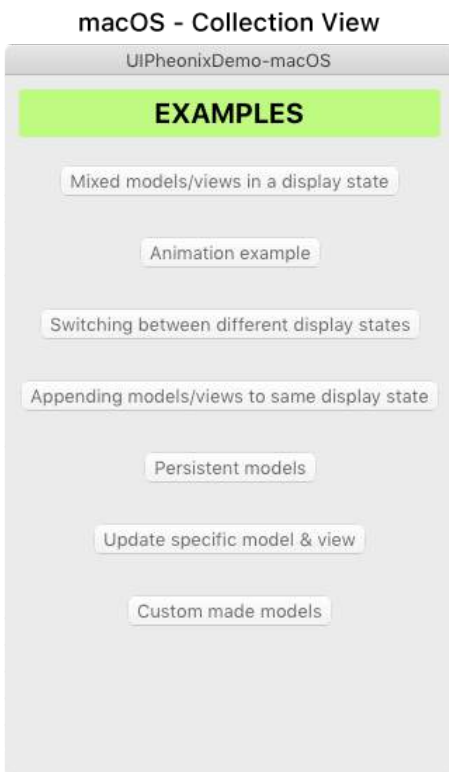 macOS - Collection View
UIPheonixDemo-macOS
EXAMPLES
Mixed models/views in a display state
Animation example
Switching between different display states
Appending models/views to same display state
Persistent models
Update specific model & view
Custom made models